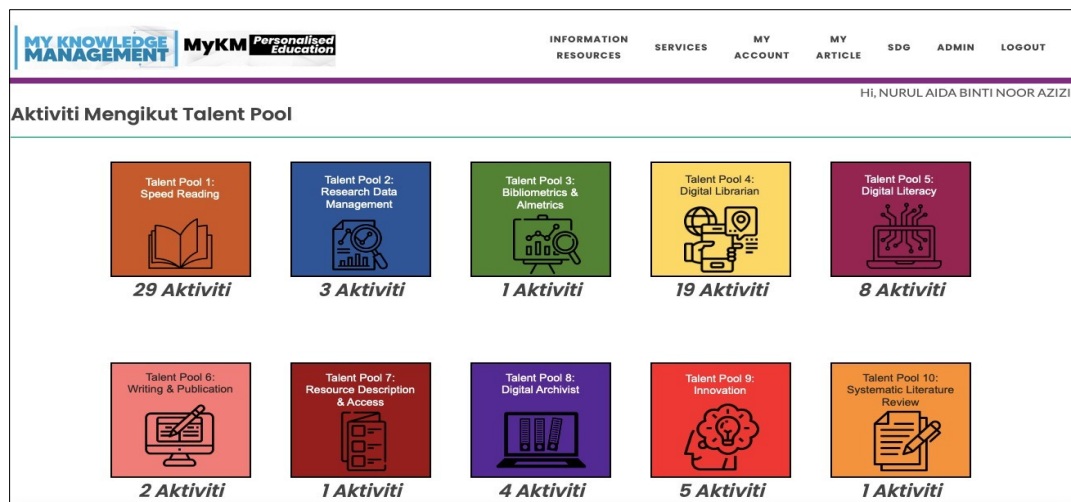 MY KNOWLEDGE
MANAGEMENT
MyKM Personalised
Education
INFORMATION
RESOURCES
SERVICES
MY
ACCOUNT
MY
ARTICLE
SDG
ADMIN
LOGOUT
Hi, NURUL AIDA BINTI NOOR AZIZI
Aktiviti Mengikut Talent Pool
Talent Pool 1:
Speed Reading
29 Aktiviti
Talent Pool 2:
Research Data
Management
3 Aktiviti
Talent Pool 3:
Bibliometrics &
Almetrics
1 Aktiviti
Talent Pool 4:
Digital Librarian
19 Aktiviti
Talent Pool 5:
Digital Literacy
8 Aktiviti
Talent Pool 6:
Writing & Publication
2 Aktiviti
Talent Pool 7:
Resource Description
& Access
1 Aktiviti
Talent Pool 8:
Digital Archivist
4 Aktiviti
Talent Pool 9:
Innovation
5 Aktiviti
Talent Pool 10:
Systematic Literature
Review
1 Aktiviti